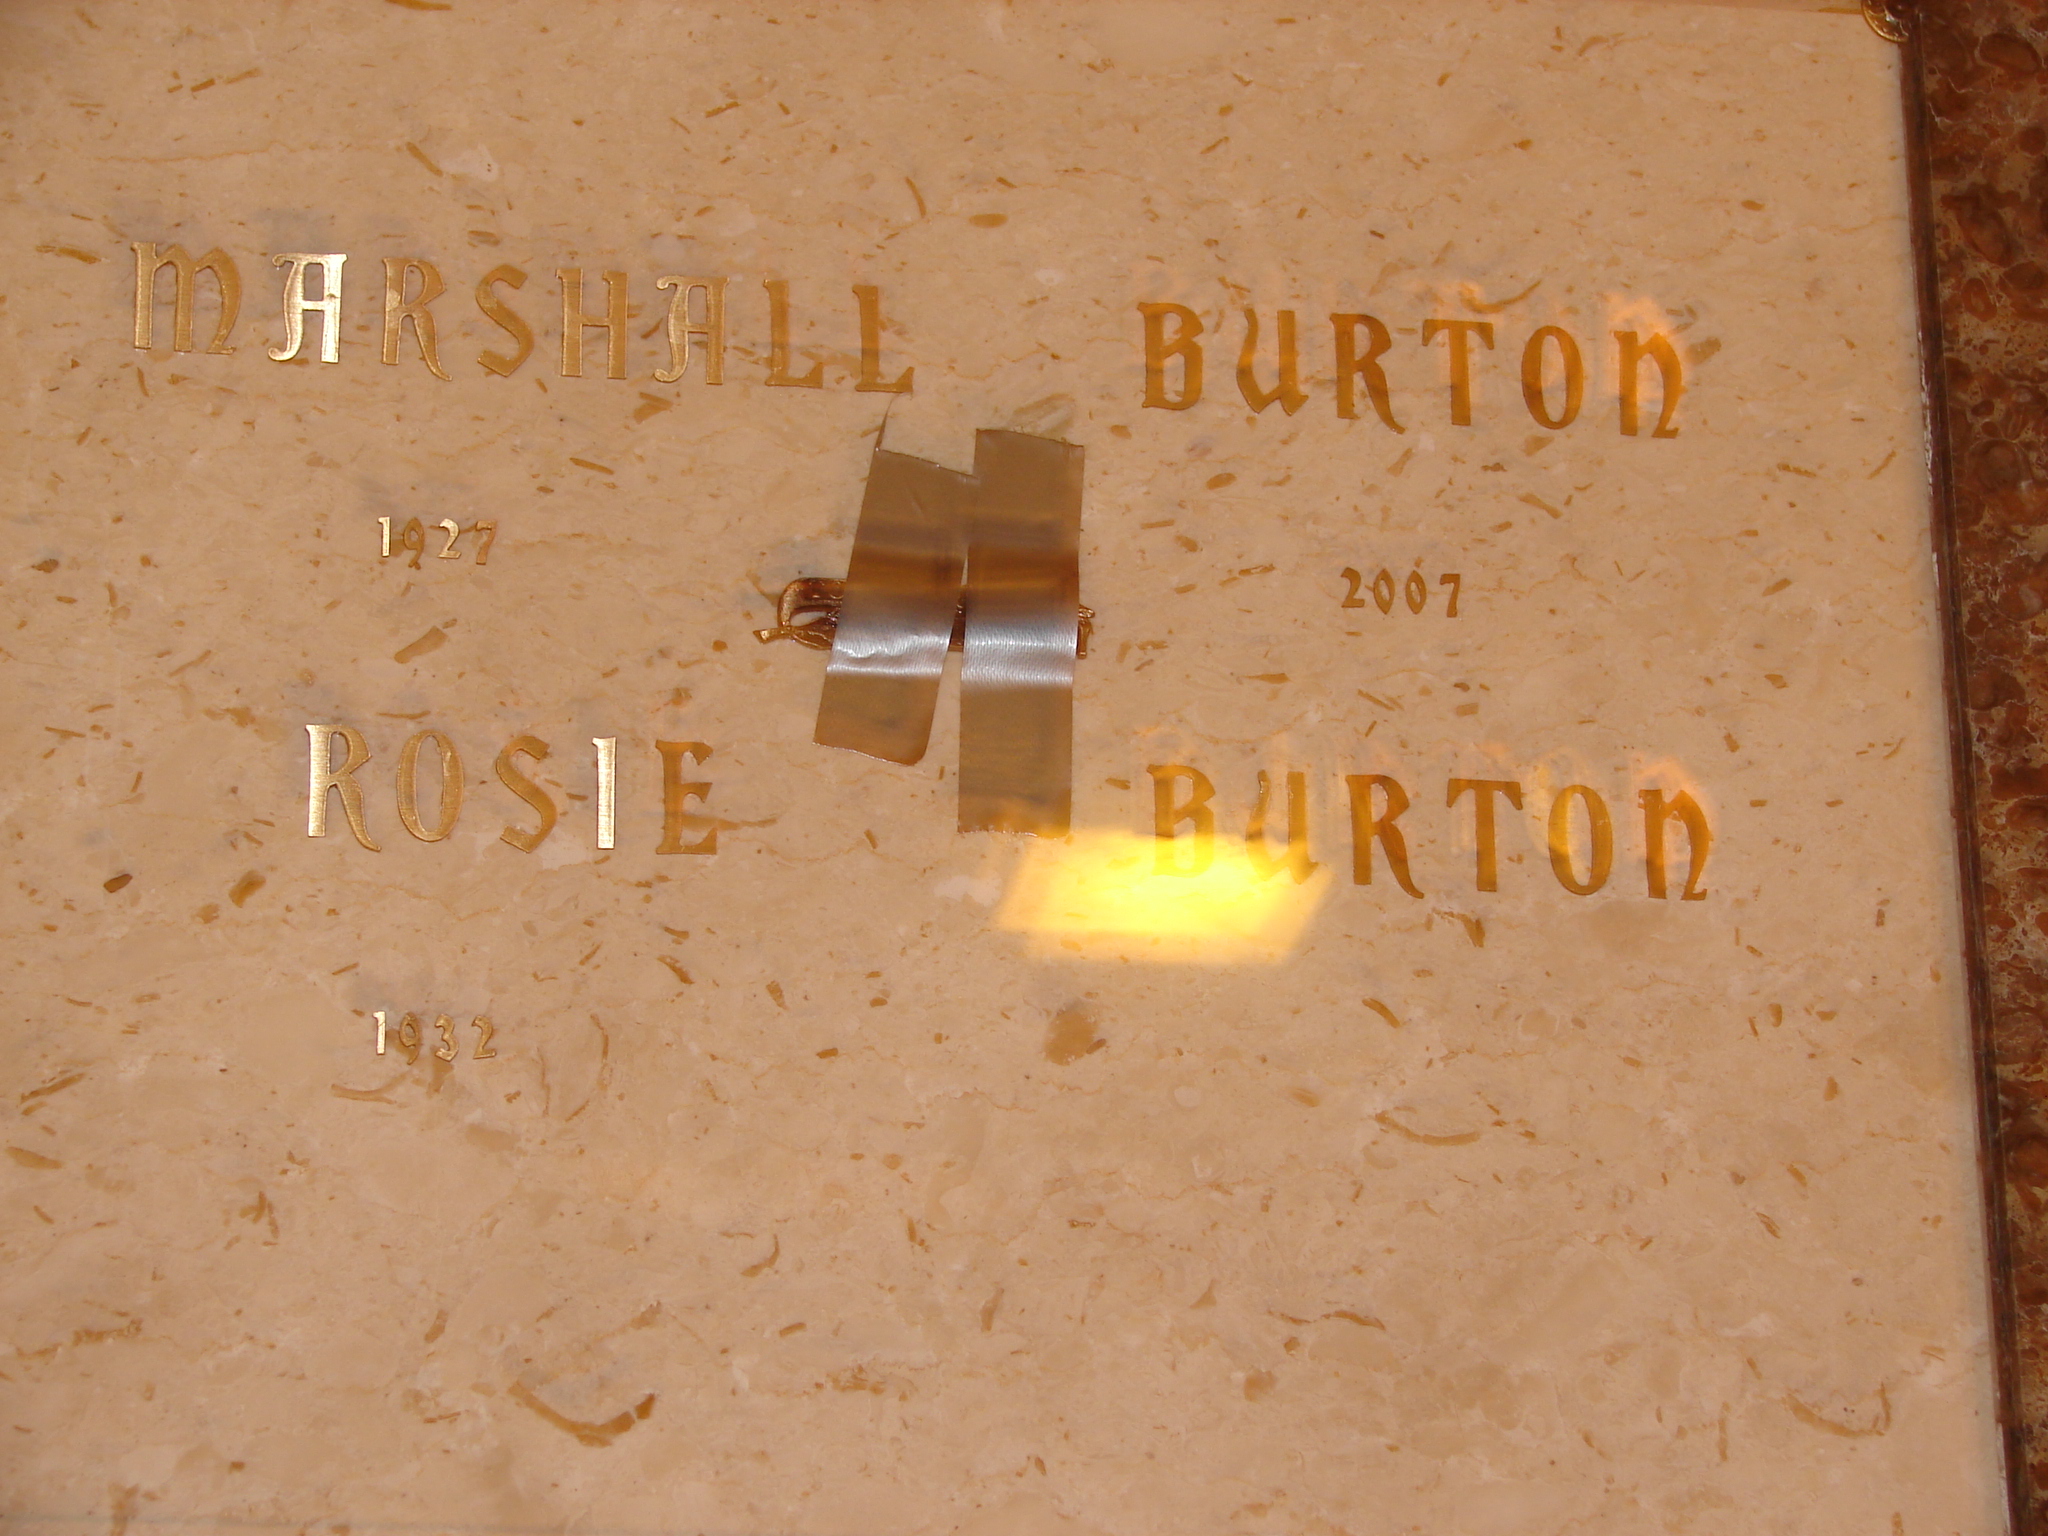 MARSHALL BURTON
1927 2007
ROSIE BURTON
1932